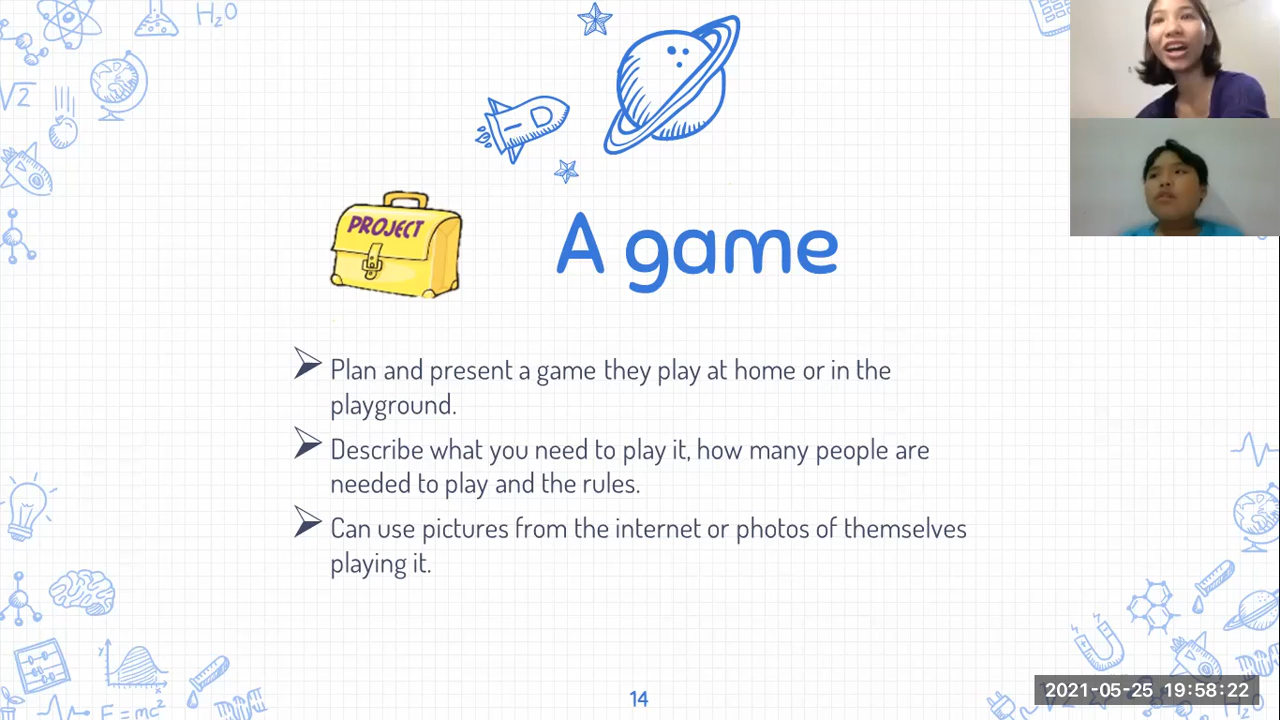 H₂O
√2
PROJECT
A game
Plan and present a game they play at home or in the
playground.
Describe what you need to play it, how many people are
needed to play and the rules.
Can use pictures from the internet or photos of themselves
playing it.
y
x
E=mc²
14
2021-05-25 19:58:22